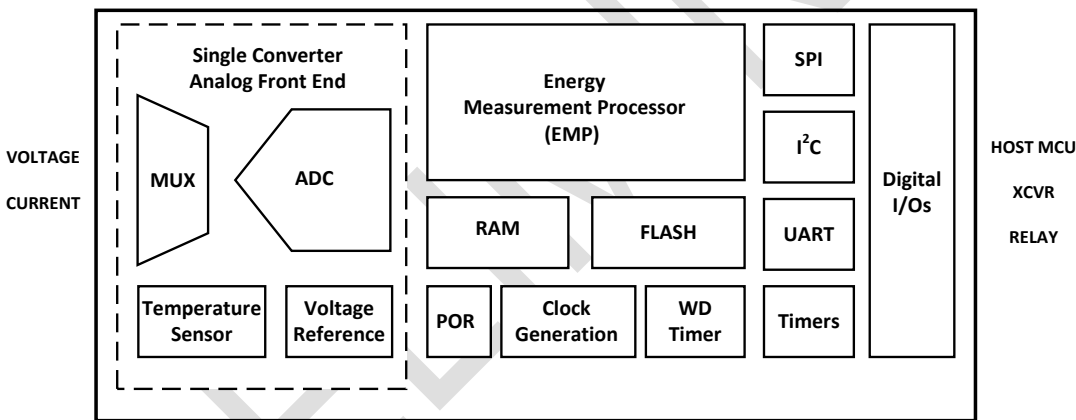 Single Converter
Analog Front End
MUX
ADC
Temperature
Sensor
Voltage
Reference
Energy
Measurement Processor
(EMP)
RAM
FLASH
POR
Clock
Generation
WD
Timer
SPI
I²C
UART
Timers
Digital
I/Os
VOLTAGE
CURRENT
HOST MCU
XCVR
RELAY